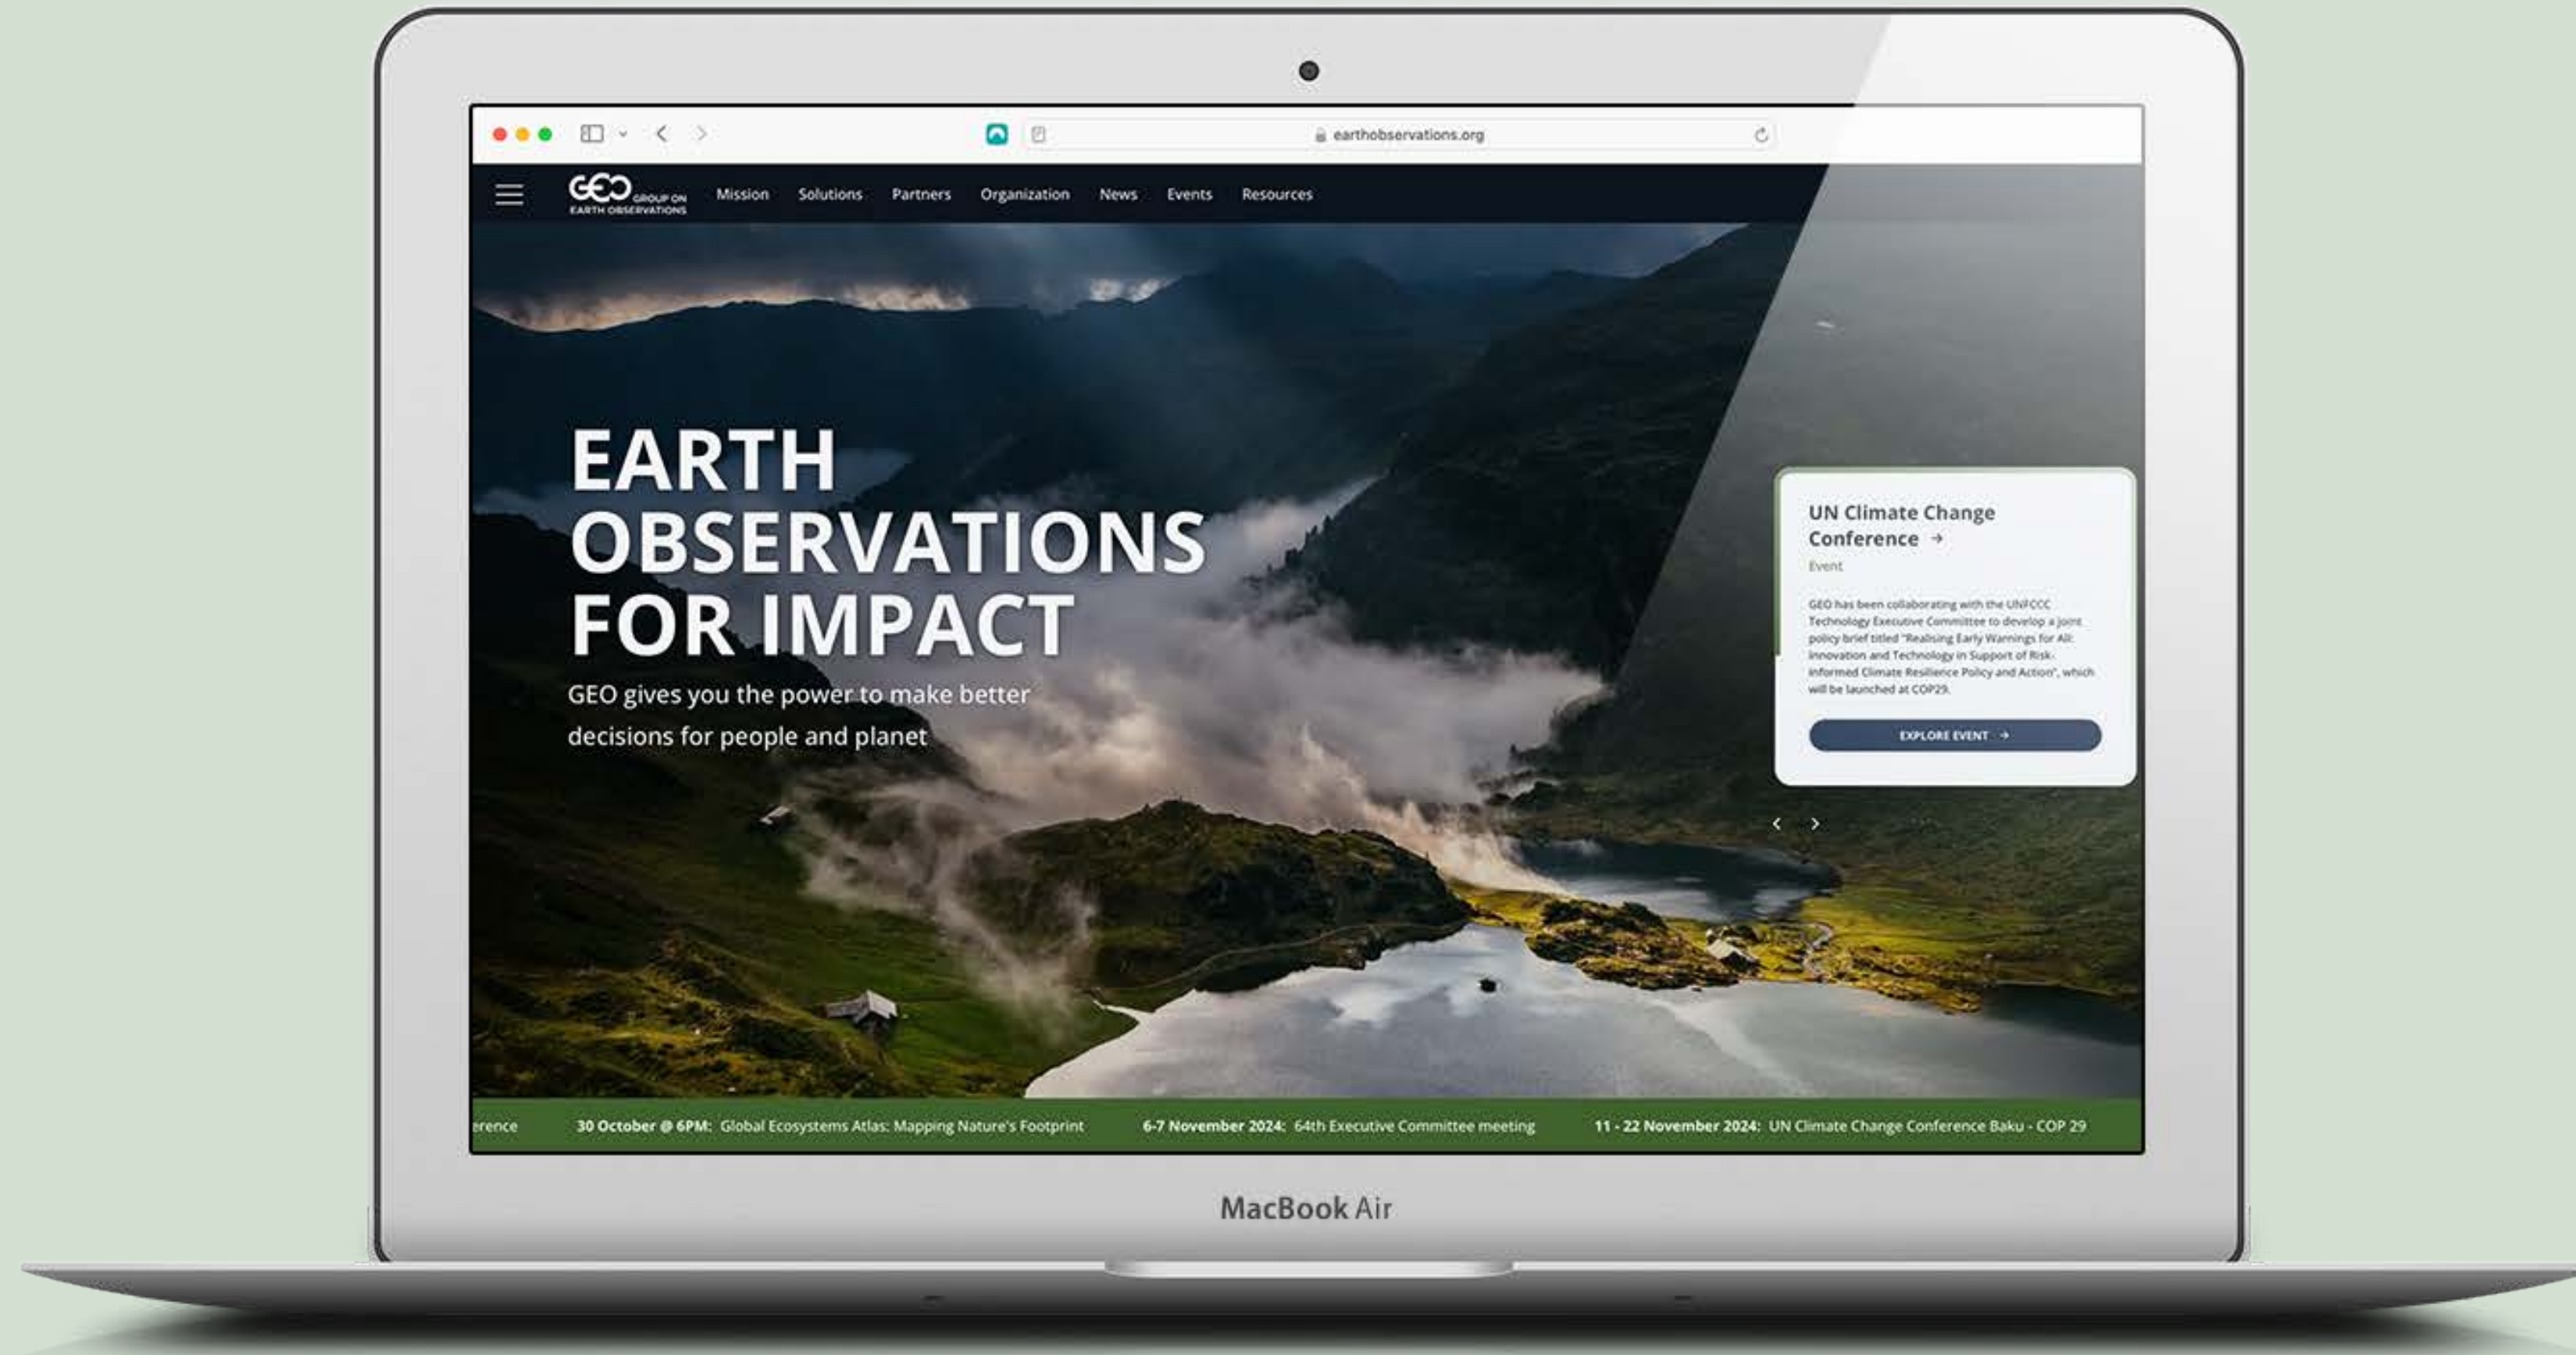 earthobservations.org
GEO GROUP ON
EARTH OBSERVATIONS
Mission Solutions Partners Organization News Events Resources
EARTH
OBSERVATIONS
FOR IMPACT
GEO gives you the power to make better
decisions for people and planet
UN Climate Change
Conference →
Event
GEO has been collaborating with the UNFCCC
Technology Executive Committee to develop a joint
policy brief titled "Realising Early Warnings for All:
Innovation and Technology in Support of Risk-
informed Climate Resilience Policy and Action", which
will be launched at COP29.
EXPLORE EVENT →
erence 30 October @ 6PM: Global Ecosystems Atlas: Mapping Nature's Footprint 6-7 November 2024: 64th Executive Committee meeting 11 - 22 November 2024: UN Climate Change Conference Baku - COP 29
MacBook Air